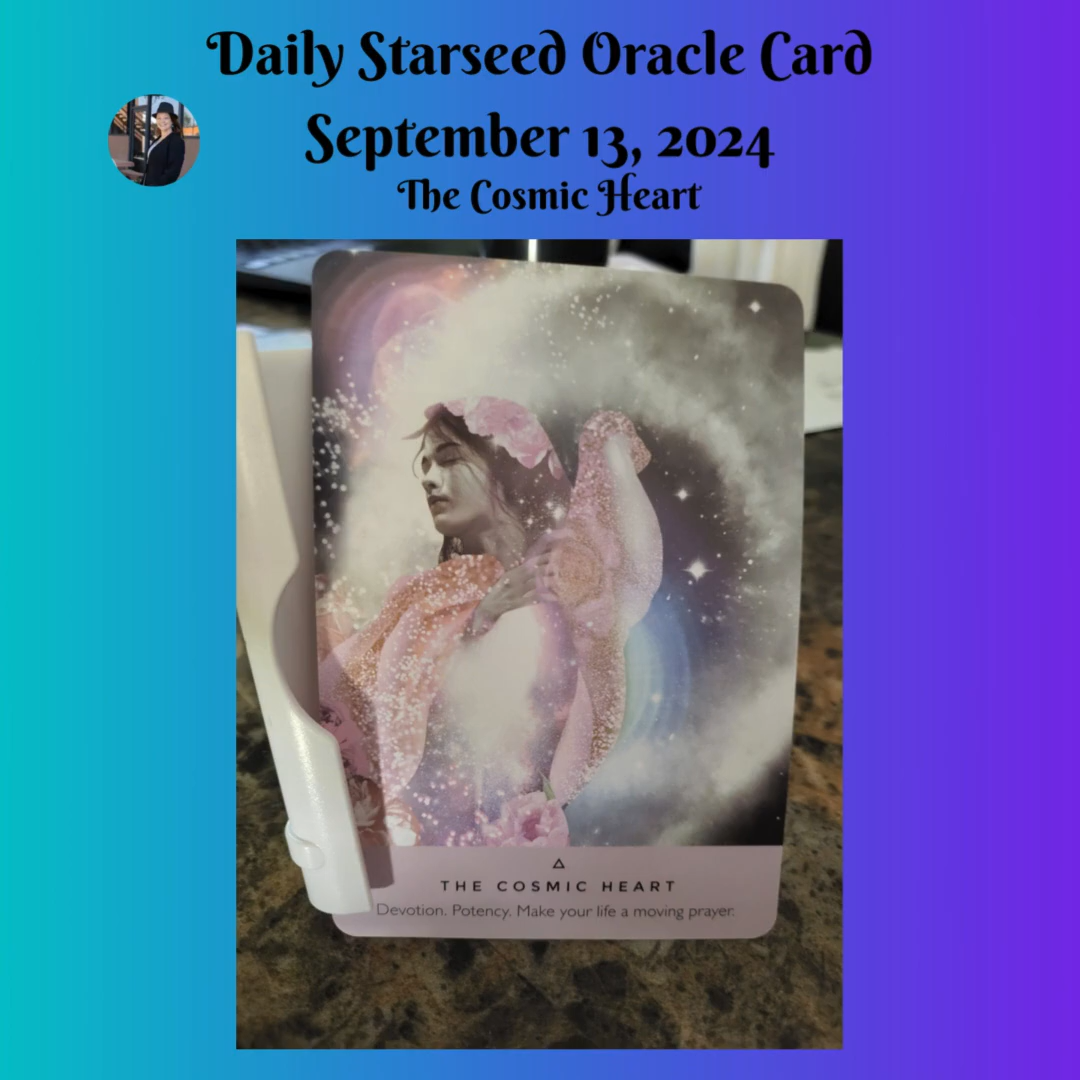 Daily Starseed Oracle Card
September 13, 2024
The Cosmic Heart
THE COSMIC HEART
Devotion. Potency. Make your life a moving prayer.